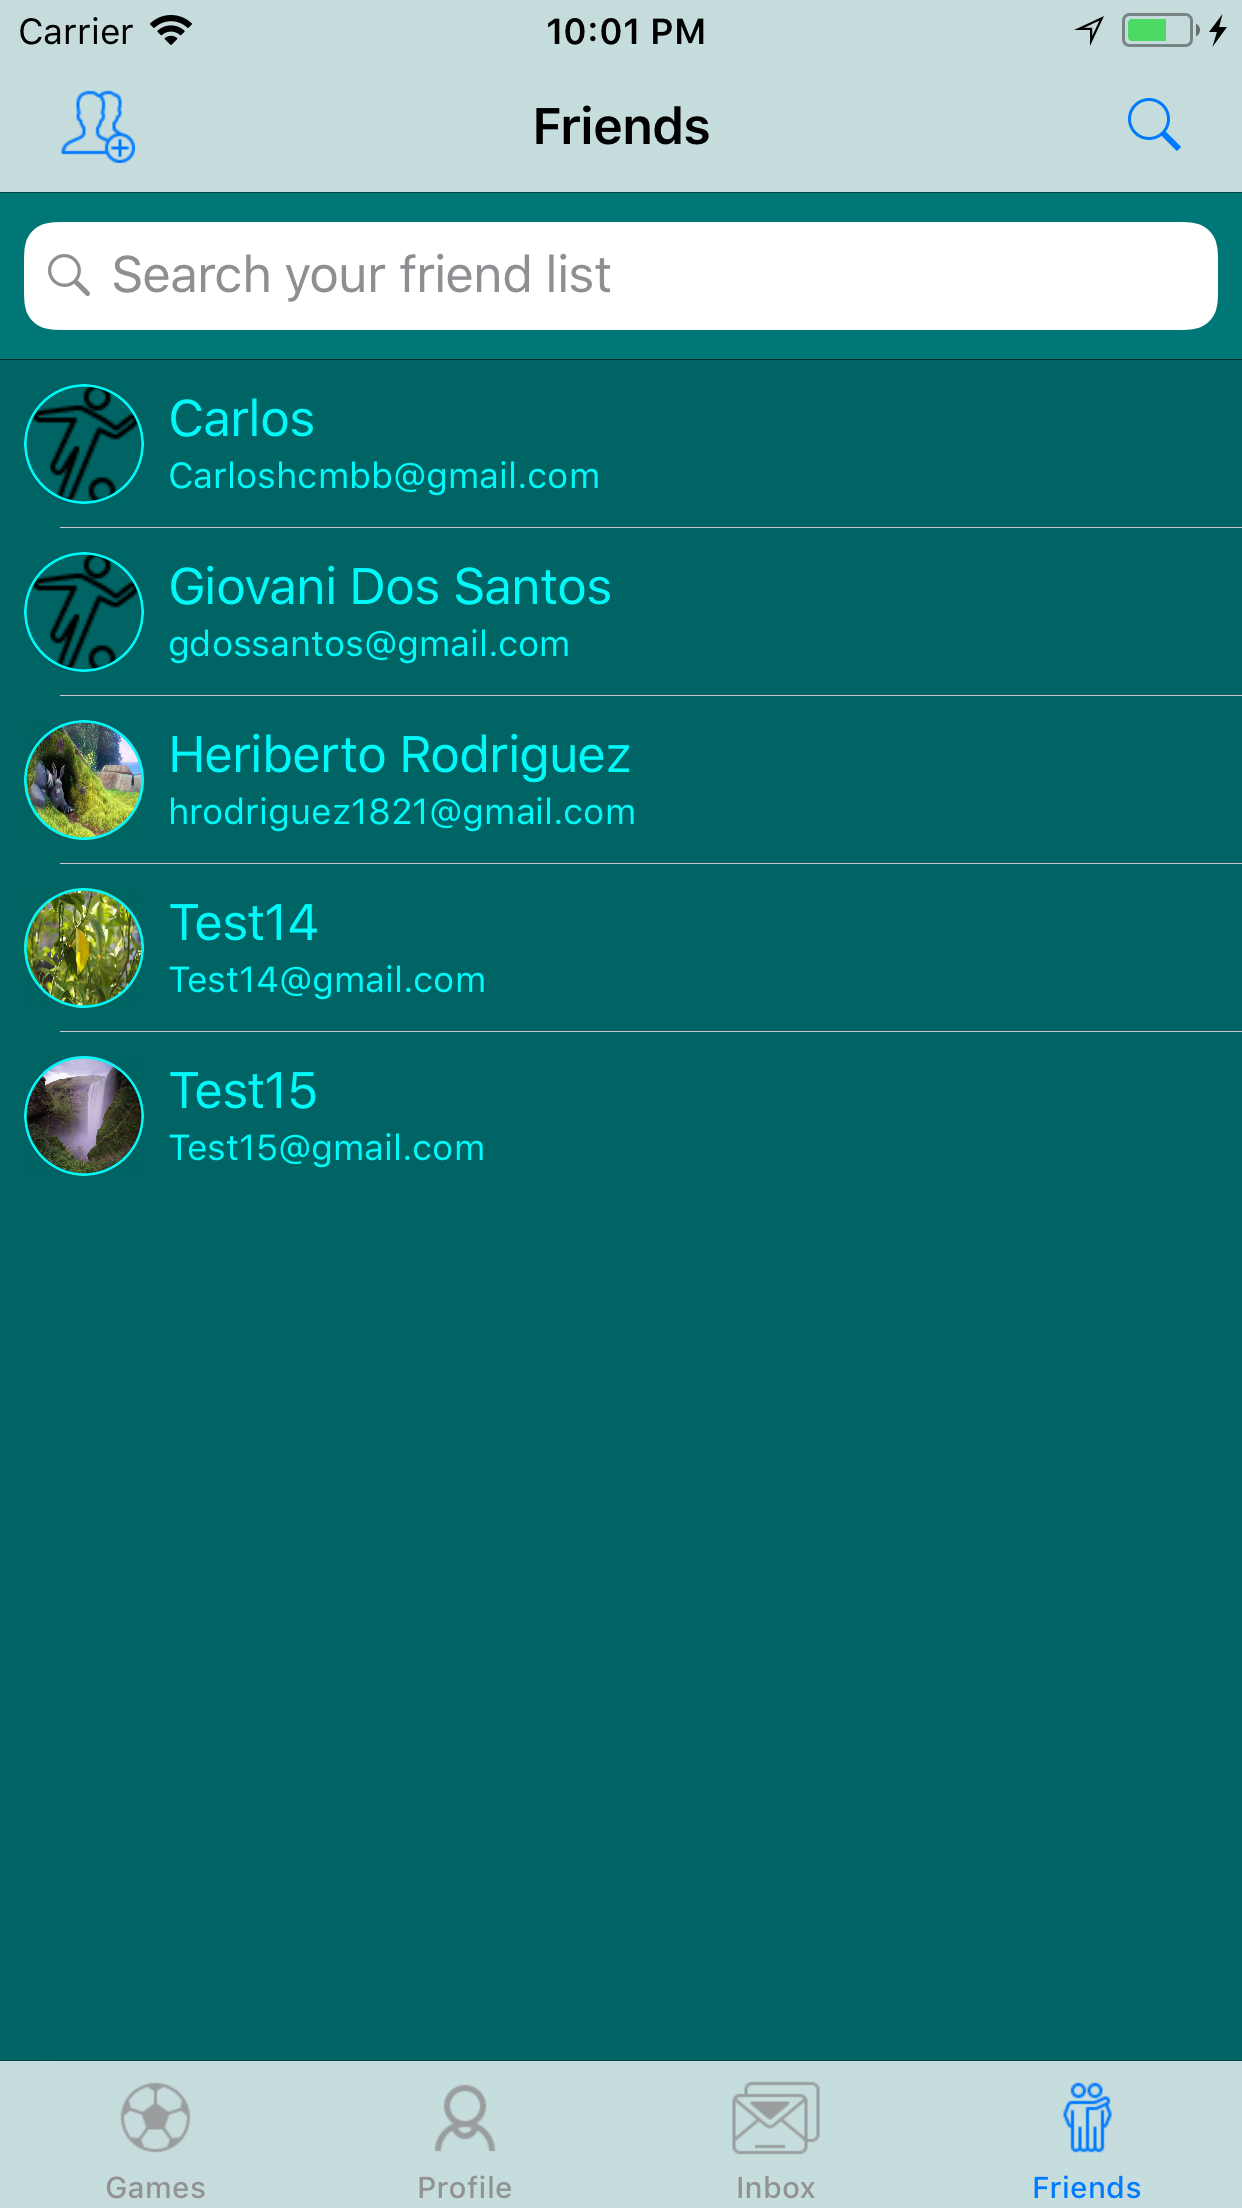 Carrier 10:01 PM
Friends
Search your friend list
Carlos
Carloshcmbb@gmail.com
Giovani Dos Santos
gdossantos@gmail.com
Heriberto Rodriguez
hrodriguez1821@gmail.com
Test14
Test14@gmail.com
Test15
Test15@gmail.com
Games Profile Inbox Friends